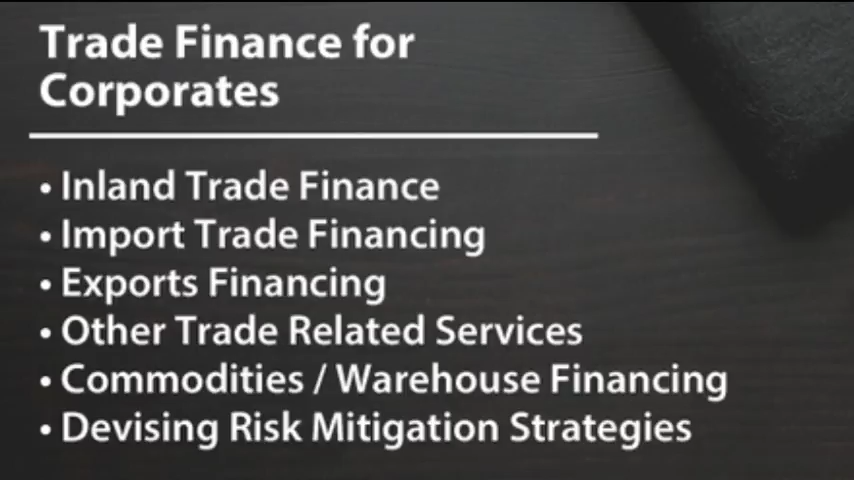 Trade Finance for
Corporates
• Inland Trade Finance
• Import Trade Financing
• Exports Financing
• Other Trade Related Services
• Commodities / Warehouse Financing
• Devising Risk Mitigation Strategies